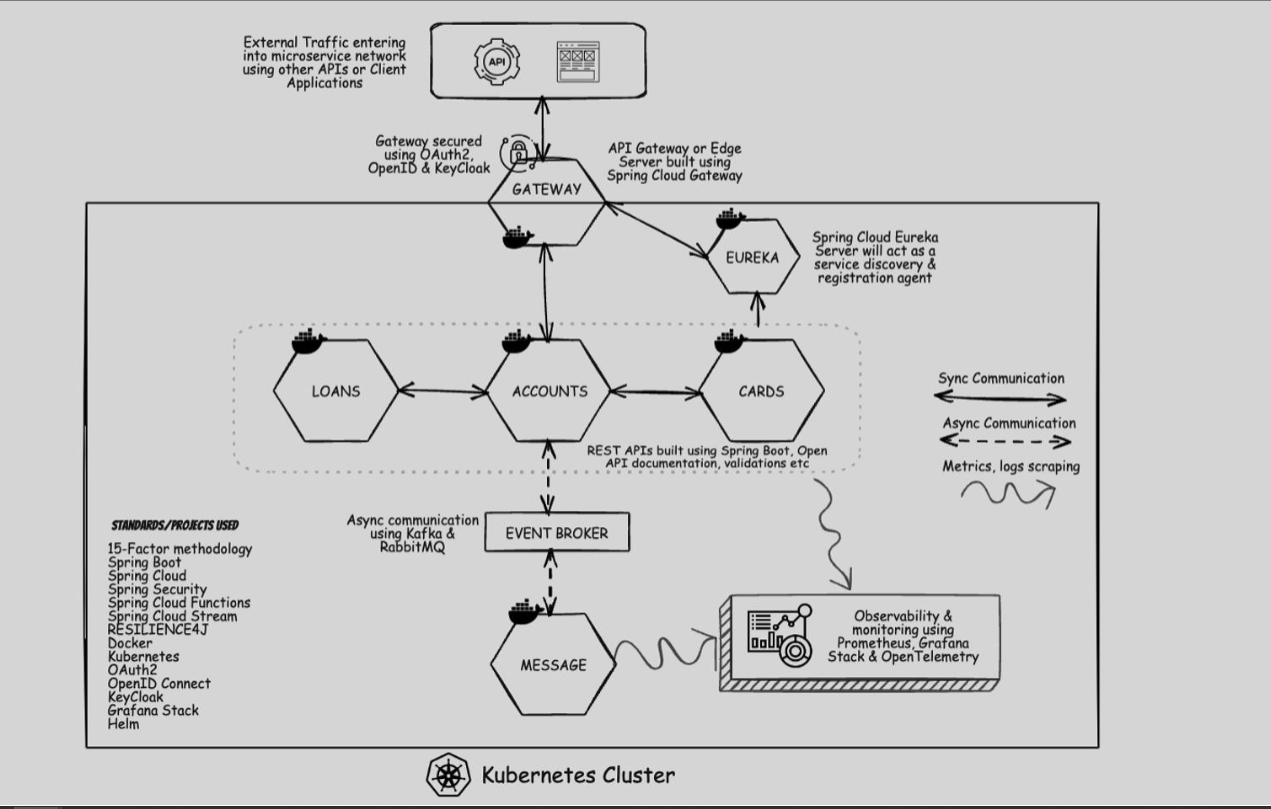 External Traffic entering
into microservice network
using other APIs or Client
Applications
API
Gateway secured
using OAuth2,
OpenID & KeyCloak
API Gateway or Edge
Server built using
Spring Cloud Gateway
GATEWAY
EUREKA
Spring Cloud Eureka
Server will act as a
service discovery &
registration agent
LOANS
ACCOUNTS
CARDS
REST APIs built using Spring Boot, Open
API documentation, validations etc
Sync Communication
Async Communication
Metrics, logs scraping
Async communication
using Kafka &
RabbitMQ
EVENT BROKER
MESSAGE
Observability &
monitoring using
Prometheus, Grafana
Stack & OpenTelemetry
STANDARDS/PROJECTS USED
15-Factor methodology
Spring Boot
Spring Cloud
Spring Security
Spring Cloud Functions
Spring Cloud Stream
RESILIENCE4J
Docker
Kubernetes
OAuth2
OpenID Connect
KeyCloak
Grafana Stack
Helm
Kubernetes Cluster